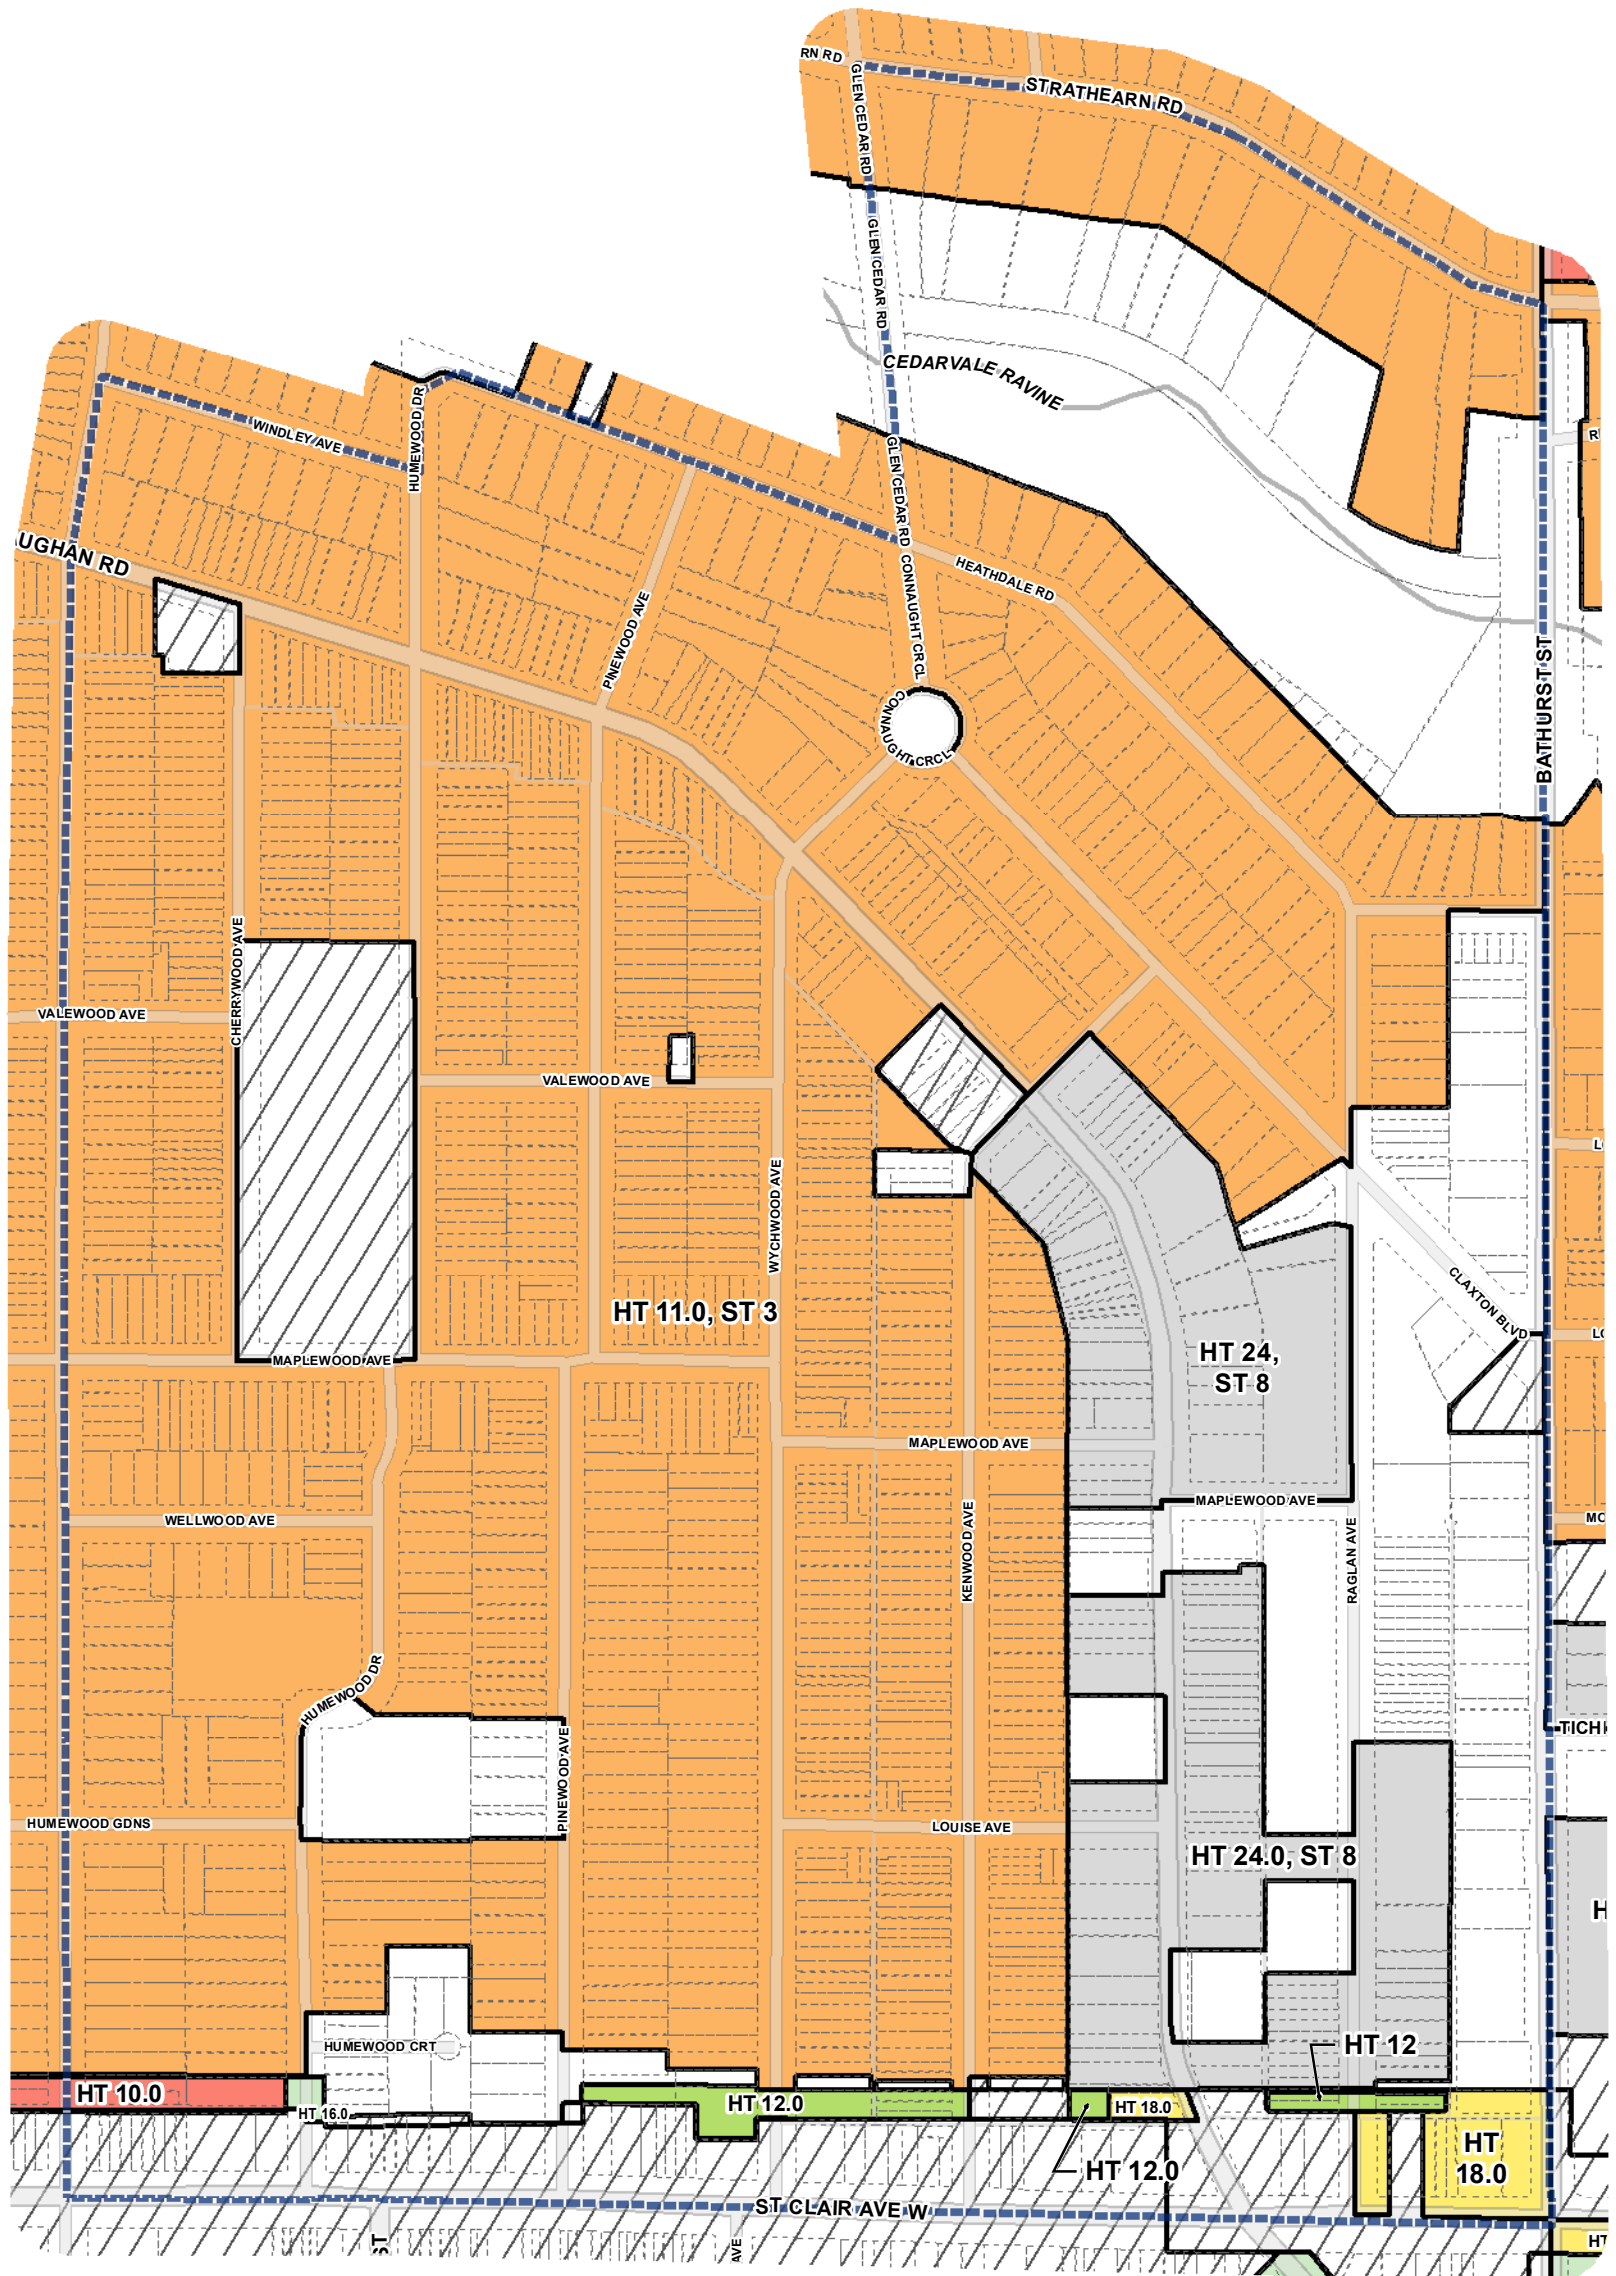 RN RD
STRATHEARN RD
GLEN CEDAR RD
GLEN CEDAR RD
CEDARVALE RAVINE
WINDLEY AVE
HUMEWOOD DR
GLEN CEDAR RD
UGHAN RD
HEATHDALE RD
CONNAUGHT CRCL
PINEWOOD AVE
BATHURST ST
CONNAUGHT CRCL
CHERRYWOOD AVE
VALEWOOD AVE
VALEWOOD AVE
WYCHWOOD AVE
HT 11.0, ST 3
CLAXTON BLVD
HT 24,
ST 8
MAPLEWOOD AVE
MAPLEWOOD AVE
MAPLEWOOD AVE
WELLWOOD AVE
KENWOOD AVE
RAGLAN AVE
MO
HUMEWOOD DR
TICH
PINEWOOD AVE
HUMEWOOD GDNS
LOUISE AVE
HT 24.0, ST 8
H
HUMEWOOD CRT
HT 12
HT 10.0
HT 16.0
HT 12.0
HT 18.0
HT
18.0
HT 12.0
ST CLAIR AVE W
ST
AVE
HT